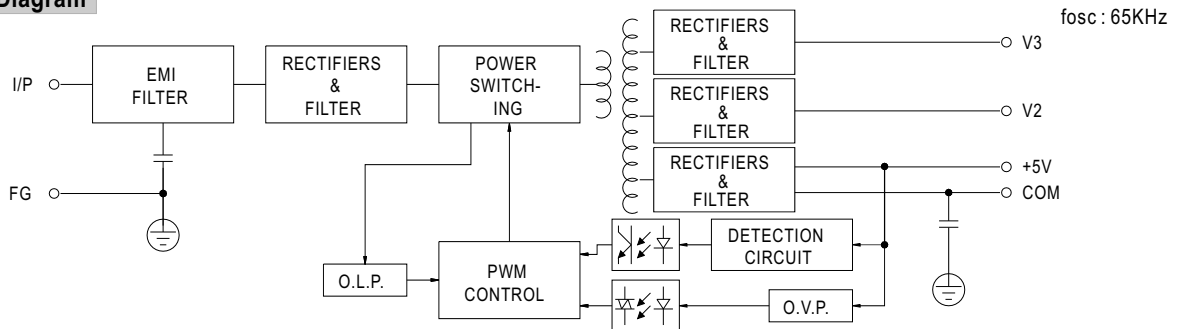 Diagram
fosc : 65KHz
I/P
EMI
FILTER
RECTIFIERS
&
FILTER
POWER
SWITCH-
ING
RECTIFIERS
&
FILTER
V3
RECTIFIERS
&
FILTER
V2
RECTIFIERS
&
FILTER
+5V
COM
FG
O.L.P.
PWM
CONTROL
DETECTION
CIRCUIT
O.V.P.